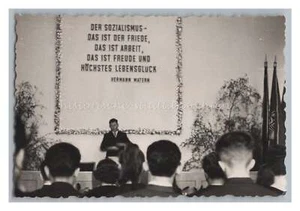 DER SOZIALISMUS-
DAS IST DER FRIEDE,
DAS IST ARBEIT,
DAS IST FREUDE UND
HÖCHSTES LEBENSGLÜCK
HERMANN MATERN